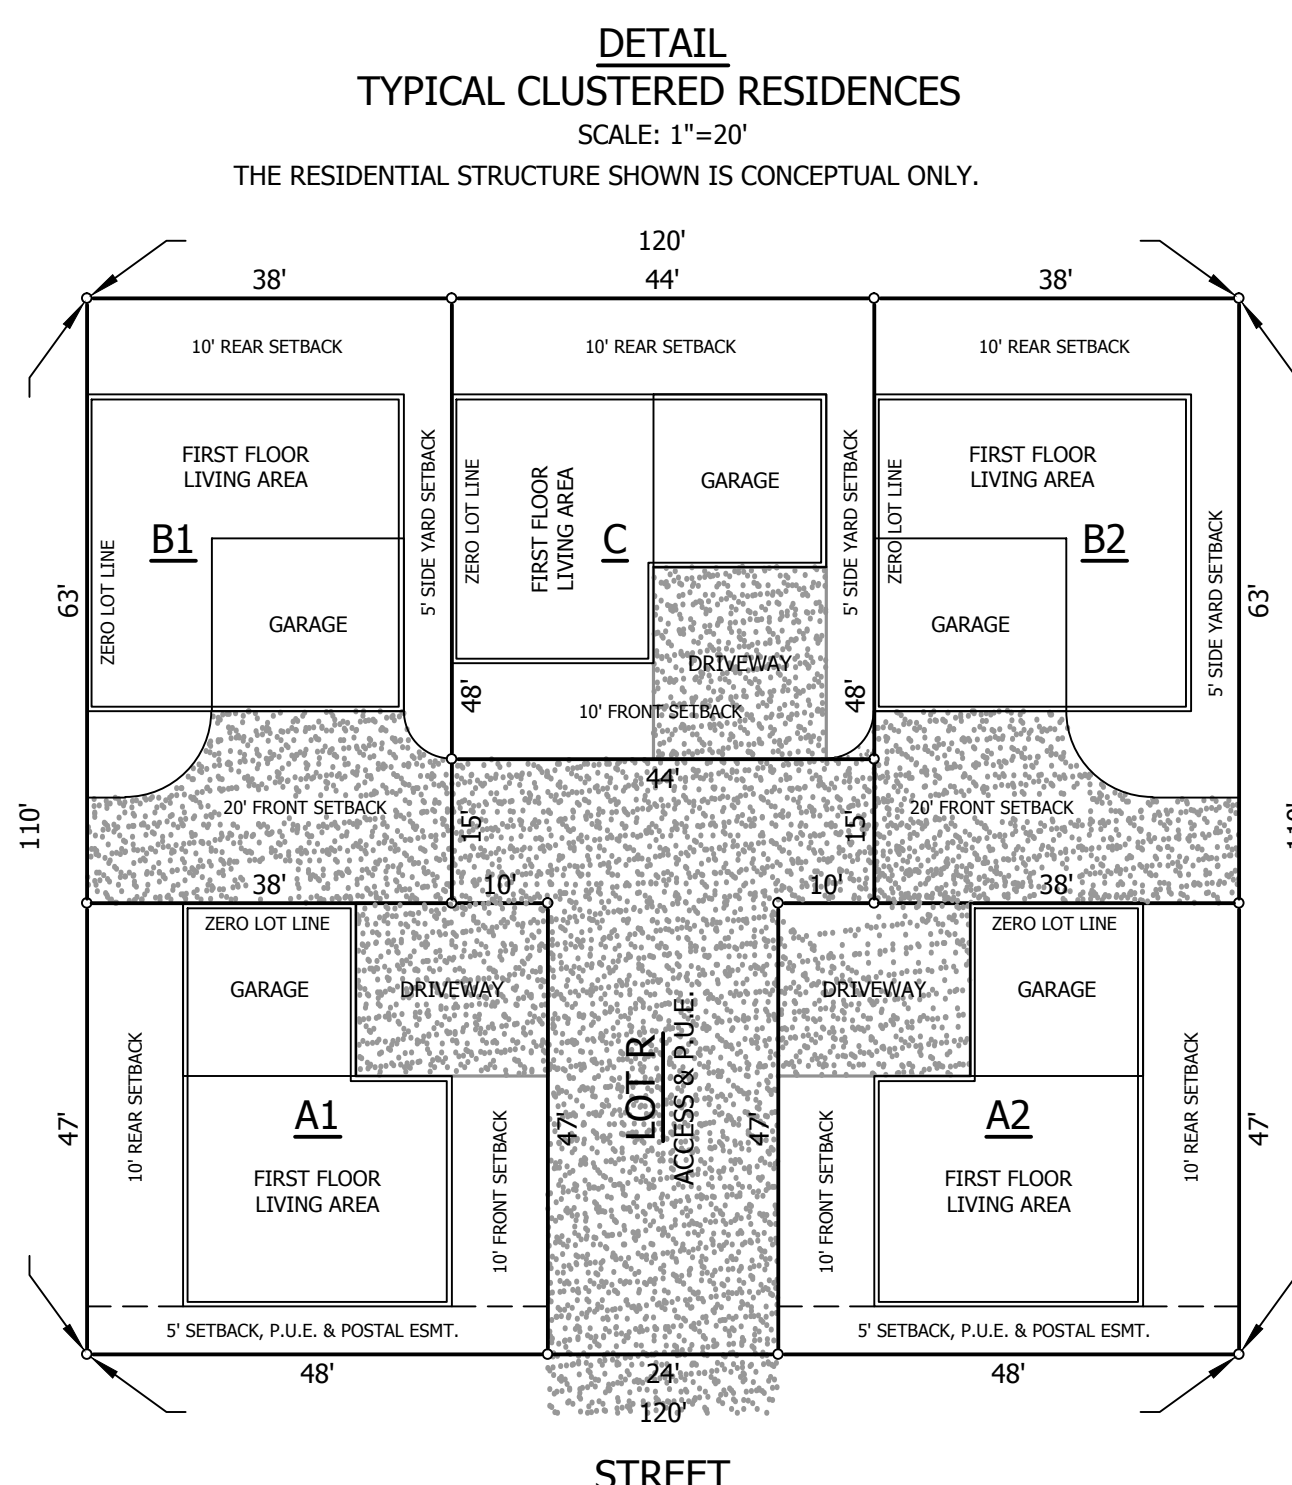 DETAIL
TYPICAL CLUSTERED RESIDENCES
SCALE: 1"=20'
THE RESIDENTIAL STRUCTURE SHOWN IS CONCEPTUAL ONLY.
120'
38'
44'
38'
10' REAR SETBACK
10' REAR SETBACK
10' REAR SETBACK
FIRST FLOOR
LIVING AREA
B1
ZERO LOT LINE
GARAGE
5' SIDE YARD SETBACK
63'
ZERO LOT LINE
FIRST FLOOR
LIVING AREA
C
GARAGE
DRIVEWAY
10' FRONT SETBACK
5' SIDE YARD SETBACK
48'
48'
44'
ZERO LOT LINE
FIRST FLOOR
LIVING AREA
B2
GARAGE
5' SIDE YARD SETBACK
63'
110'
20' FRONT SETBACK
15'
15'
20' FRONT SETBACK
110'
38'
10'
10'
38'
ZERO LOT LINE
GARAGE
DRIVEWAY
10' REAR SETBACK
A1
FIRST FLOOR
LIVING AREA
10' FRONT SETBACK
47'
47'
LOT R
ACCESS & P.U.E.
47'
ZERO LOT LINE
DRIVEWAY
GARAGE
10' FRONT SETBACK
A2
FIRST FLOOR
LIVING AREA
10' REAR SETBACK
47'
5' SETBACK, P.U.E. & POSTAL ESMT.
5' SETBACK, P.U.E. & POSTAL ESMT.
48'
24'
48'
120'
STREET